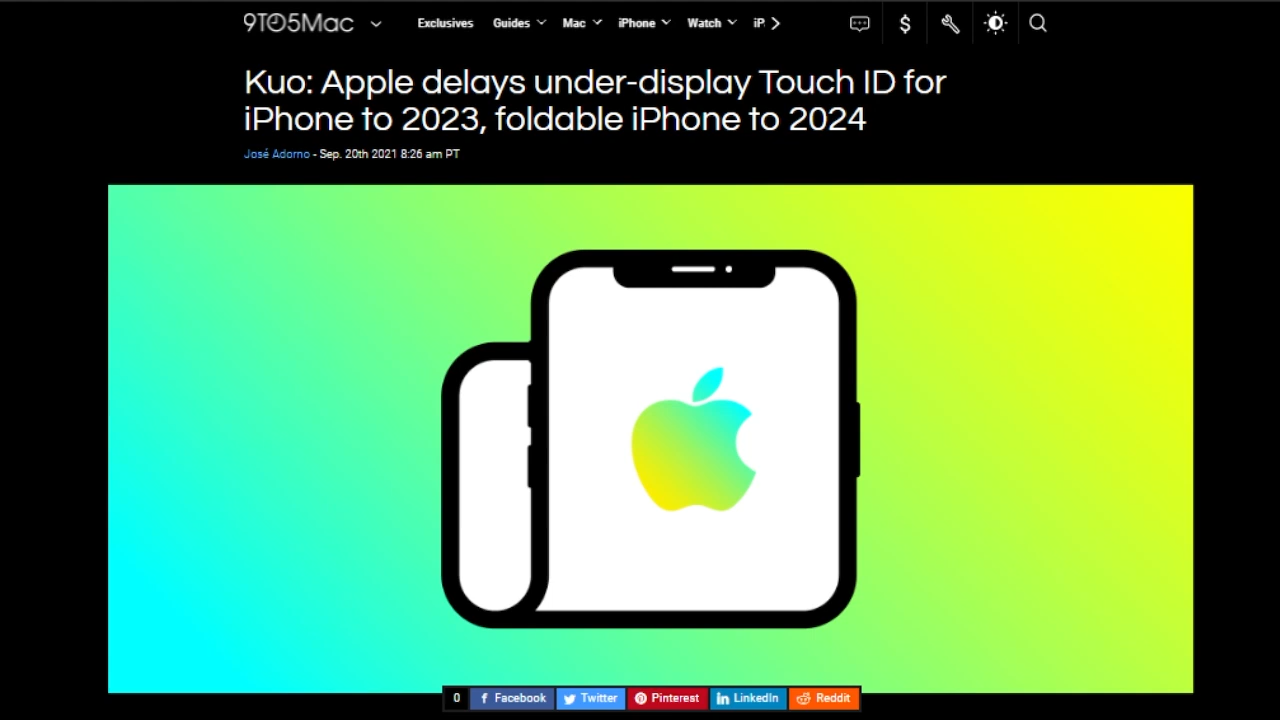 9TO5Mac Exclusives Guides Mac iPhone Watch iP $
Kuo: Apple delays under-display Touch ID for
iPhone to 2023, foldable iPhone to 2024
José Adorno - Sep. 20th 2021 8:26 am PT
0 Facebook Twitter Pinterest LinkedIn Reddit